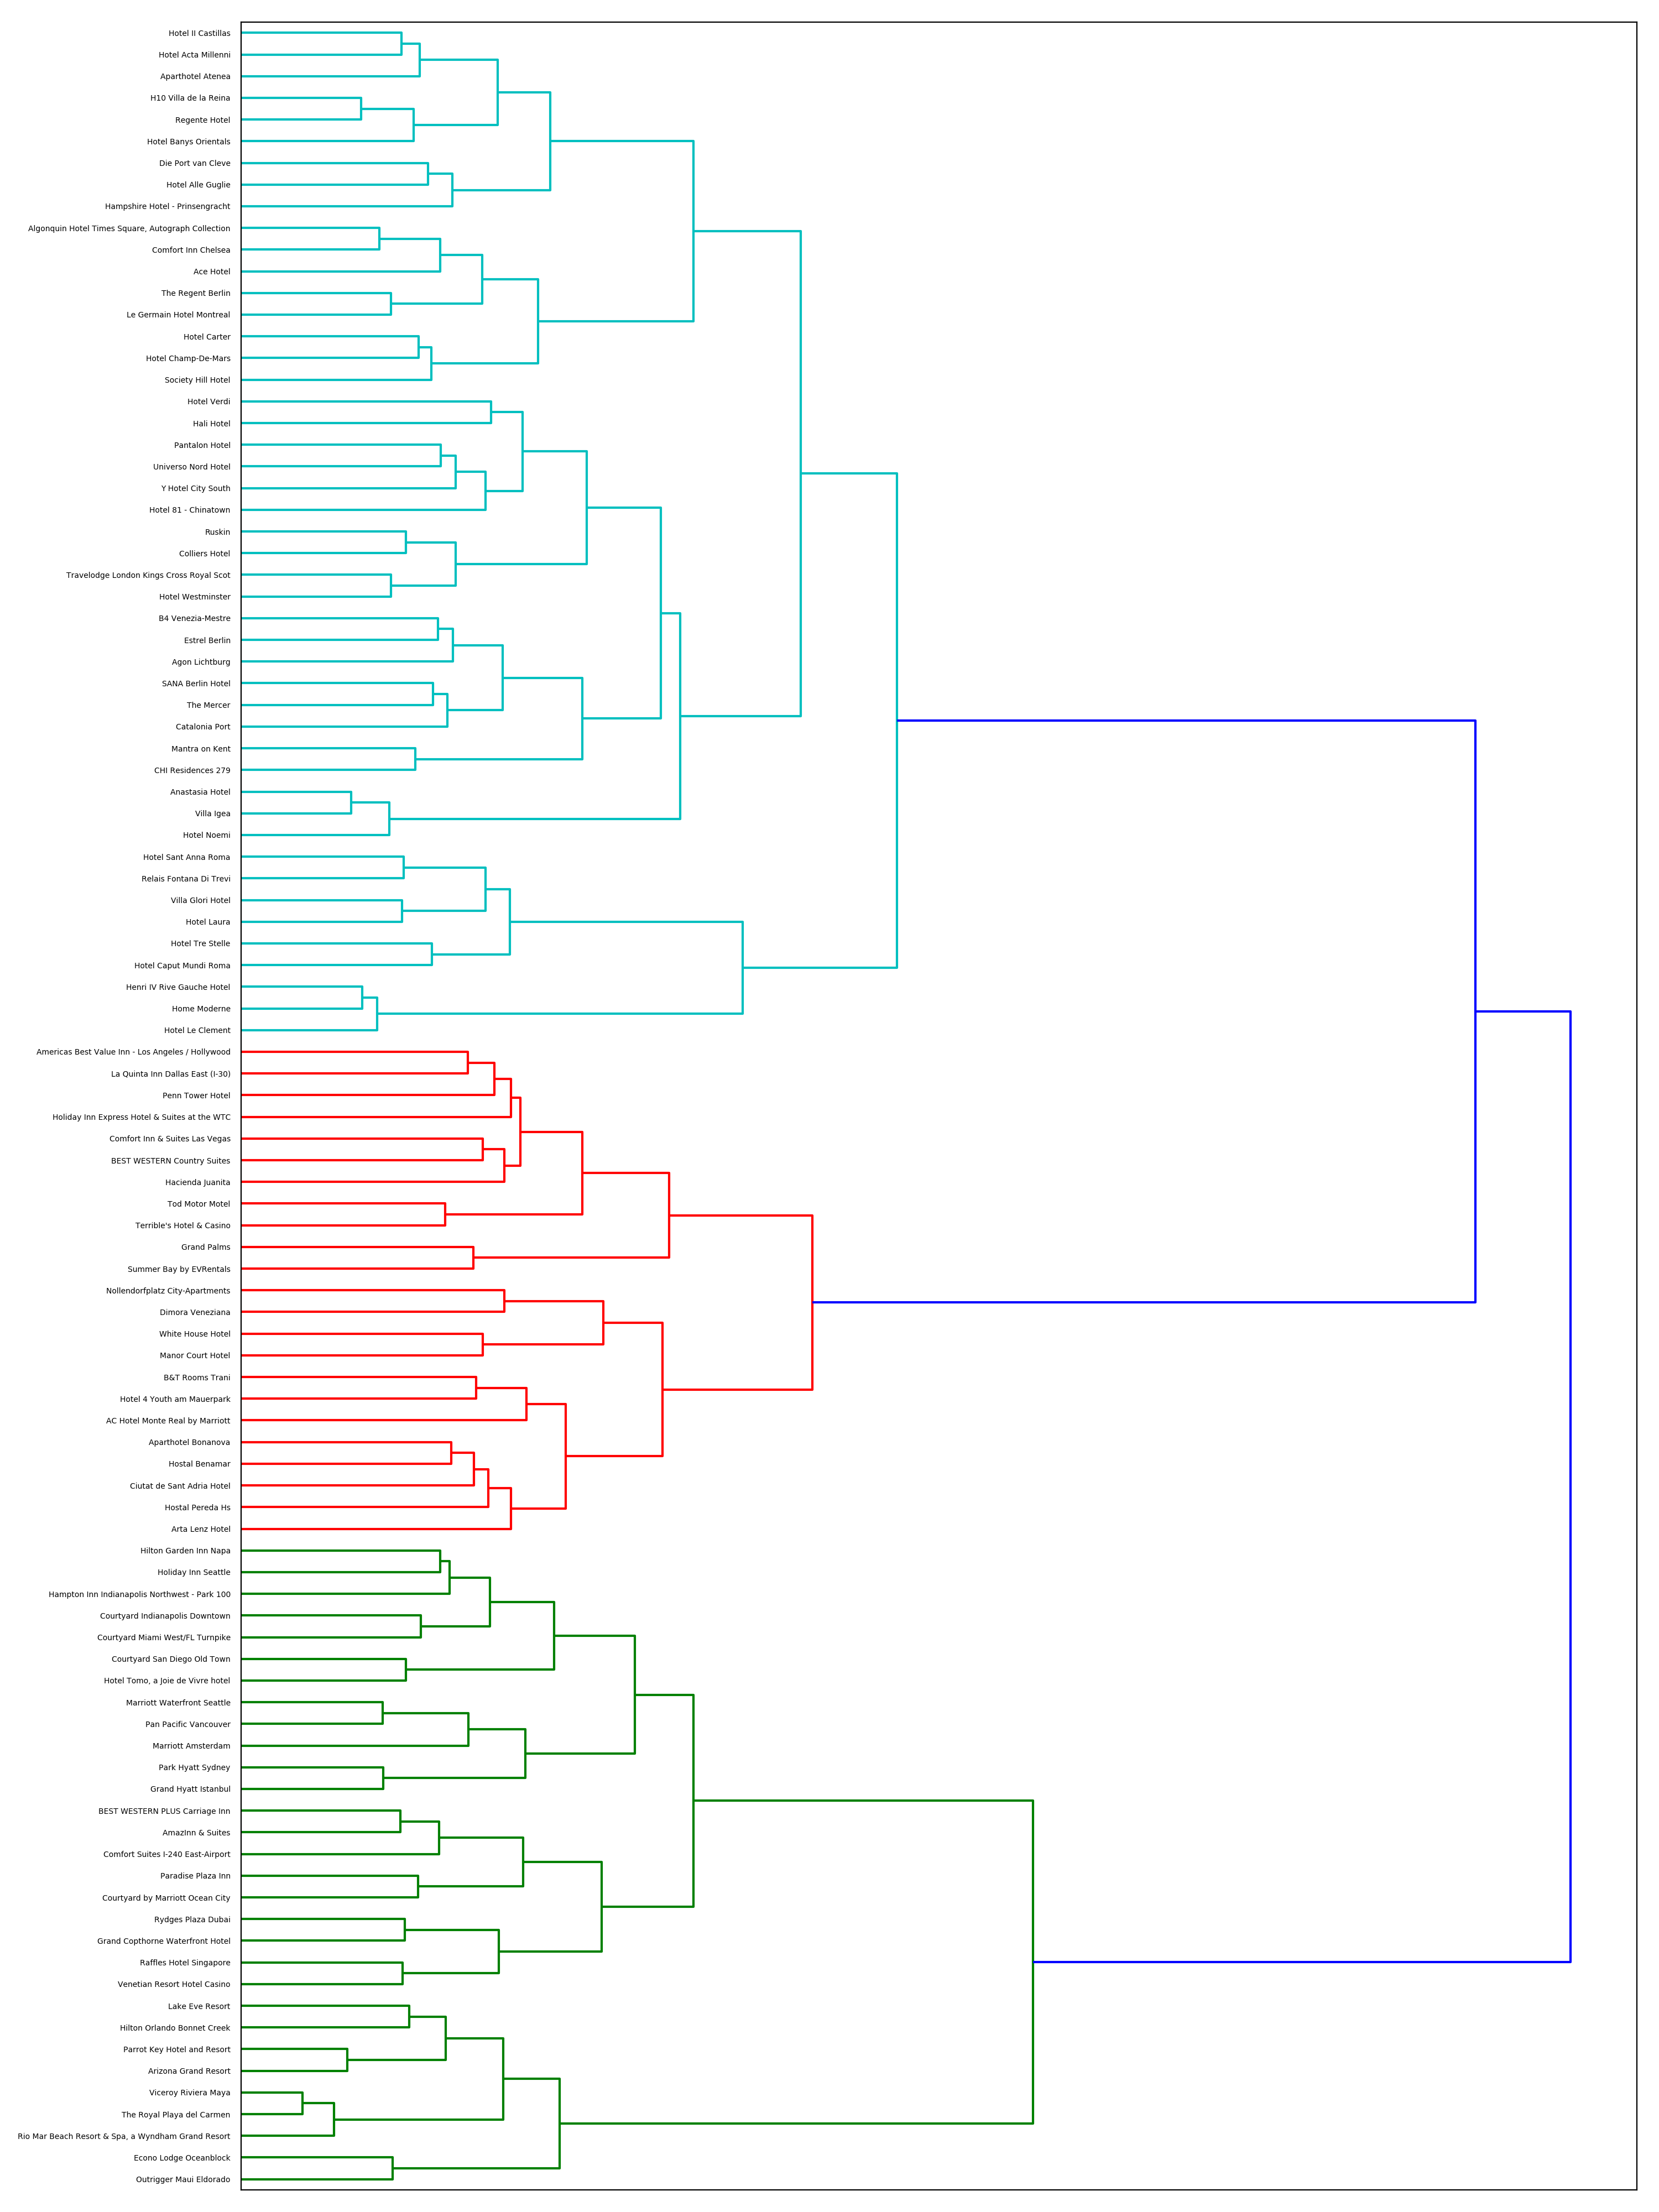 Hotel II Castillas
Hotel Acta Millenni
Aparthotel Atenea
H10 Villa de la Reina
Regente Hotel
Hotel Banys Orientals
Die Port van Cleve
Hotel Alle Guglie
Hampshire Hotel - Prinsengracht
Algonquin Hotel Times Square, Autograph Collection
Comfort Inn Chelsea
Ace Hotel
The Regent Berlin
Le Germain Hotel Montreal
Hotel Carter
Hotel Champ-De-Mars
Society Hill Hotel
Hotel Verdi
Hali Hotel
Pantalon Hotel
Universo Nord Hotel
Y Hotel City South
Hotel 81 - Chinatown
Ruskin
Colliers Hotel
Travelodge London Kings Cross Royal Scot
Hotel Westminster
B4 Venezia-Mestre
Estrel Berlin
Agon Lichtburg
SANA Berlin Hotel
The Mercer
Catalonia Port
Mantra on Kent
CHI Residences 279
Anastasia Hotel
Villa Igea
Hotel Noemi
Hotel Sant Anna Roma
Relais Fontana Di Trevi
Villa Glori Hotel
Hotel Laura
Hotel Tre Stelle
Hotel Caput Mundi Roma
Henri IV Rive Gauche Hotel
Home Moderne
Hotel Le Clement
Americas Best Value Inn - Los Angeles / Hollywood
La Quinta Inn Dallas East (I-30)
Penn Tower Hotel
Holiday Inn Express Hotel & Suites at the WTC
Comfort Inn & Suites Las Vegas
BEST WESTERN Country Suites
Hacienda Juanita
Tod Motor Motel
Terrible's Hotel & Casino
Grand Palms
Summer Bay by EVRentals
Nollendorfplatz City-Apartments
Dimora Veneziana
White House Hotel
Manor Court Hotel
B&T Rooms Trani
Hotel 4 Youth am Mauerpark
AC Hotel Monte Real by Marriott
Aparthotel Bonanova
Hostal Benamar
Ciutat de Sant Adria Hotel
Hostal Pereda Hs
Arta Lenz Hotel
Hilton Garden Inn Napa
Holiday Inn Seattle
Hampton Inn Indianapolis Northwest - Park 100
Courtyard Indianapolis Downtown
Courtyard Miami West/FL Turnpike
Courtyard San Diego Old Town
Hotel Tomo, a Joie de Vivre hotel
Marriott Waterfront Seattle
Pan Pacific Vancouver
Marriott Amsterdam
Park Hyatt Sydney
Grand Hyatt Istanbul
BEST WESTERN PLUS Carriage Inn
AmazInn & Suites
Comfort Suites I-240 East-Airport
Paradise Plaza Inn
Courtyard by Marriott Ocean City
Rydges Plaza Dubai
Grand Copthorne Waterfront Hotel
Raffles Hotel Singapore
Venetian Resort Hotel Casino
Lake Eve Resort
Hilton Orlando Bonnet Creek
Parrot Key Hotel and Resort
Arizona Grand Resort
Viceroy Riviera Maya
The Royal Playa del Carmen
Rio Mar Beach Resort & Spa, a Wyndham Grand Resort
Econo Lodge Oceanblock
Outrigger Maui Eldorado